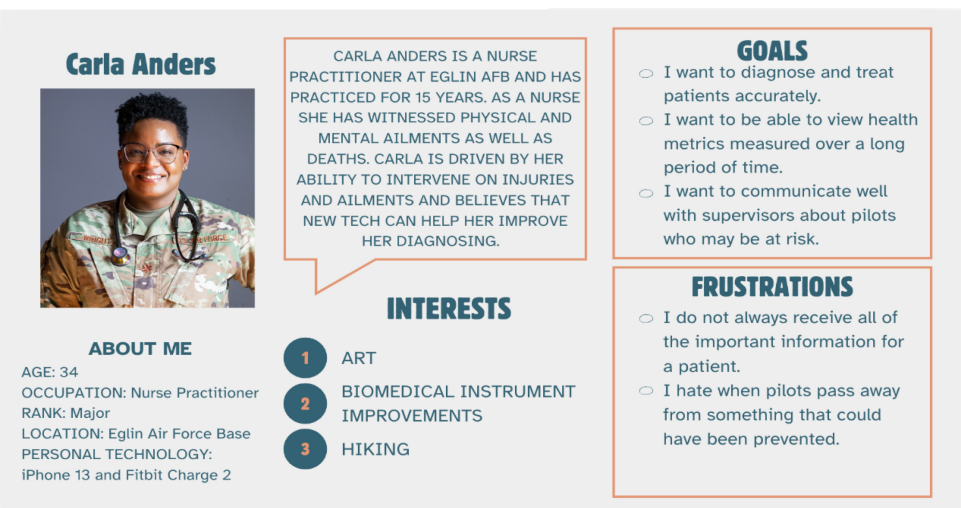 Carla Anders
WRIGHT
ABOUT ME
AGE: 34
OCCUPATION: Nurse Practitioner
RANK: Major
LOCATION: Eglin Air Force Base
PERSONAL TECHNOLOGY:
iPhone 13 and Fitbit Charge 2
CARLA ANDERS IS A NURSE
PRACTITIONER AT EGLIN AFB AND HAS
PRACTICED FOR 15 YEARS. AS A NURSE
SHE HAS WITNESSED PHYSICAL AND
MENTAL AILMENTS AS WELL AS
DEATHS. CARLA IS DRIVEN BY HER
ABILITY TO INTERVENE ON INJURIES
AND AILMENTS AND BELIEVES THAT
NEW TECH CAN HELP HER IMPROVE
HER DIAGNOSING.
INTERESTS
1 ART
2 BIOMEDICAL INSTRUMENT
IMPROVEMENTS
3 HIKING
GOALS
I want to diagnose and treat
patients accurately.
I want to be able to view health
metrics measured over a long
period of time.
I want to communicate well
with supervisors about pilots
who may be at risk.
FRUSTRATIONS
I do not always receive all of
the important information for
a patient.
I hate when pilots pass away
from something that could
have been prevented.